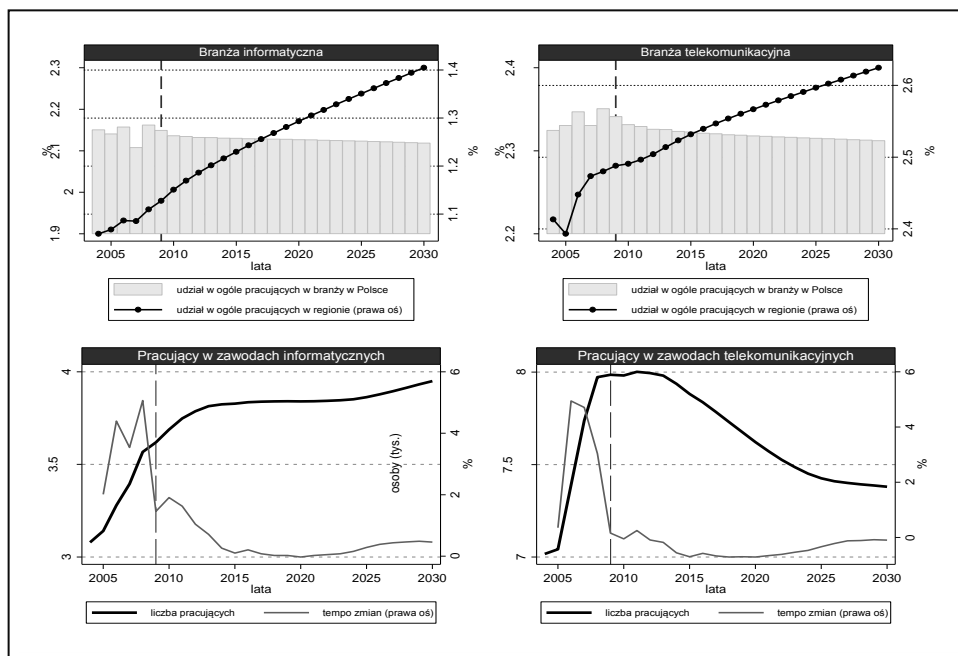 Branża informatyczna
2.3
2.2
2.1
2
1.9
%
1.4
1.3
1.2
1.1
%
2005 2010 2015 2020 2025 2030
lata
udział w ogóle pracujących w branży w Polsce
udział w ogóle pracujących w regionie (prawa oś)
Branża telekomunikacyjna
2.4
2.3
2.2
%
2.6
2.5
2.4
%
2005 2010 2015 2020 2025 2030
lata
udział w ogóle pracujących w branży w Polsce
udział w ogóle pracujących w regionie (prawa oś)
Pracujący w zawodach informatycznych
4
3.5
3
6
4
2
0
%
2005 2010 2015 2020 2025 2030
lata
liczba pracujących
tempo zmian (prawa oś)
Pracujący w zawodach telekomunikacyjnych
osoby (tys.)
8
7.5
7
6
4
2
0
%
2005 2010 2015 2020 2025 2030
lata
liczba pracujących
tempo zmian (prawa oś)